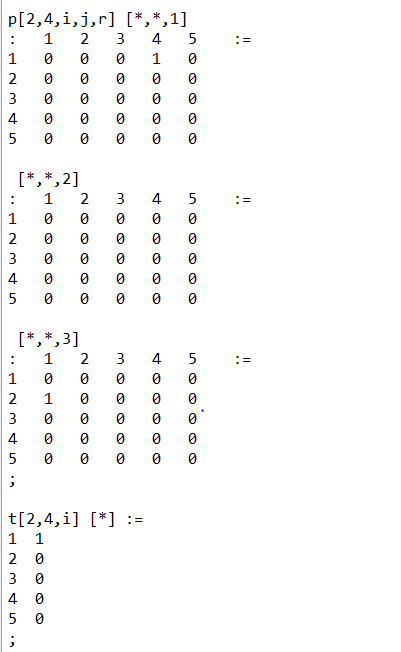 p[2,4,i,j,r] [*,*,1]
:   1   2   3   4   5    :=
1   0   0   0   1   0
2   0   0   0   0   0
3   0   0   0   0   0
4   0   0   0   0   0
5   0   0   0   0   0
 [*,*,2]
:   1   2   3   4   5    :=
1   0   0   0   0   0
2   0   0   0   0   0
3   0   0   0   0   0
4   0   0   0   0   0
5   0   0   0   0   0
 [*,*,3]
:   1   2   3   4   5    :=
1   0   0   0   0   0
2   1   0   0   0   0
3   0   0   0   0   0
4   0   0   0   0   0
5   0   0   0   0   0
;
t[2,4,i] [*] :=
1  1
2  0
3  0
4  0
5  0
;